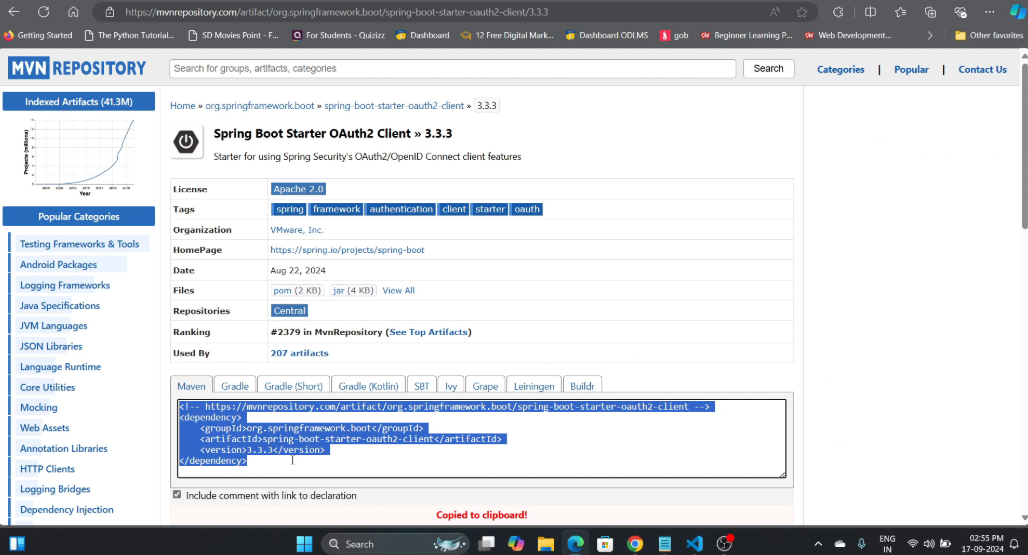 https://mvnrepository.com/artifact/org.springframework.boot/spring-boot-starter-oauth2-client/3.3.3
Getting Started
The Python Tutorial...
SD Movies Point - F...
For Students - Quizizz
Dashboard
12 Free Digital Mark...
Dashboard ODLMS
gob
Beginner Learning P...
Web Development...
Other favorites
MVN REPOSITORY
Search for groups, artifacts, categories
Search
Categories | Popular | Contact Us
Indexed Artifacts (41.3M)
Projects (millions)
Year
Popular Categories
Testing Frameworks & Tools
Android Packages
Logging Frameworks
Java Specifications
JVM Languages
JSON Libraries
Language Runtime
Core Utilities
Mocking
Web Assets
Annotation Libraries
HTTP Clients
Logging Bridges
Dependency Injection
Home » org.springframework.boot » spring-boot-starter-oauth2-client » 3.3.3
Spring Boot Starter OAuth2 Client » 3.3.3
Starter for using Spring Security's OAuth2/OpenID Connect client features
License Apache 2.0
Tags spring framework authentication client starter oauth
Organization VMware, Inc.
HomePage https://spring.io/projects/spring-boot
Date Aug 22, 2024
Files pom (2 KB) jar (4 KB) View All
Repositories Central
Ranking #2379 in MvnRepository (See Top Artifacts)
Used By 207 artifacts
Maven Gradle Gradle (Short) Gradle (Kotlin) SBT Ivy Grape Leiningen Buildr
<!-- https://mvnrepository.com/artifact/org.springframework.boot/spring-boot-starter-oauth2-client -->
<dependency>
<groupId>org.springframework.boot</groupId>
<artifactId>spring-boot-starter-oauth2-client</artifactId>
<version>3.3.3</version>
</dependency>
Include comment with link to declaration
Copied to clipboard!
Search
ENG
IN
02:55 PM
17-09-2024